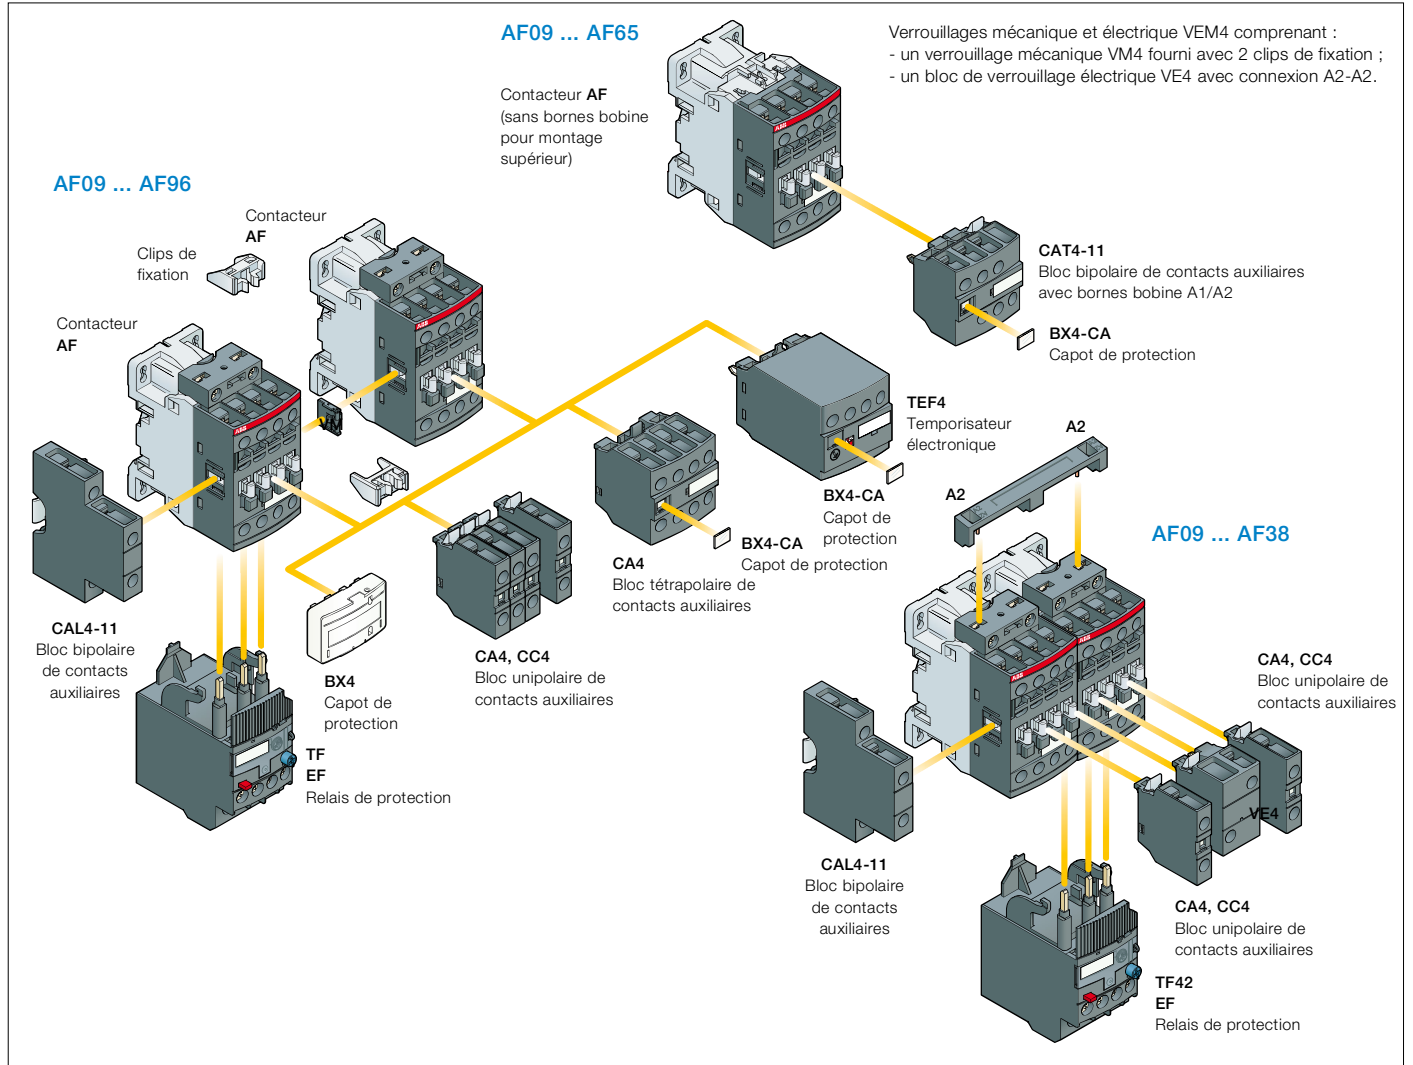 AF09 ... AF65
Verrouillages mécanique et électrique VEM4 comprenant :
- un verrouillage mécanique VM4 fourni avec 2 clips de fixation ;
- un bloc de verrouillage électrique VE4 avec connexion A2-A2.
Contacteur AF
(sans bornes bobine
pour montage
supérieur)
ABB
AF09 ... AF96
Contacteur
AF
Clips de
fixation
ABB
CAT4-11
Bloc bipolaire de contacts auxiliaires
avec bornes bobine A1/A2
BX4-CA
Capot de protection
Contacteur
AF
ABB
TEF4
Temporisateur
électronique
A2
A2
BX4-CA
Capot de
protection
AF09 ... AF38
BX4-CA
Capot de protection
CA4
Bloc tétrapolaire de
contacts auxiliaires
CAL4-11
Bloc bipolaire
de contacts
auxiliaires
BX4
Capot de
protection
CA4, CC4
Bloc unipolaire de
contacts auxiliaires
ABB
ABB
CA4, CC4
Bloc unipolaire de
contacts auxiliaires
TF
EF
Relais de protection
VE4
CAL4-11
Bloc bipolaire
de contacts
auxiliaires
CA4, CC4
Bloc unipolaire de
contacts auxiliaires
TF42
EF
Relais de protection